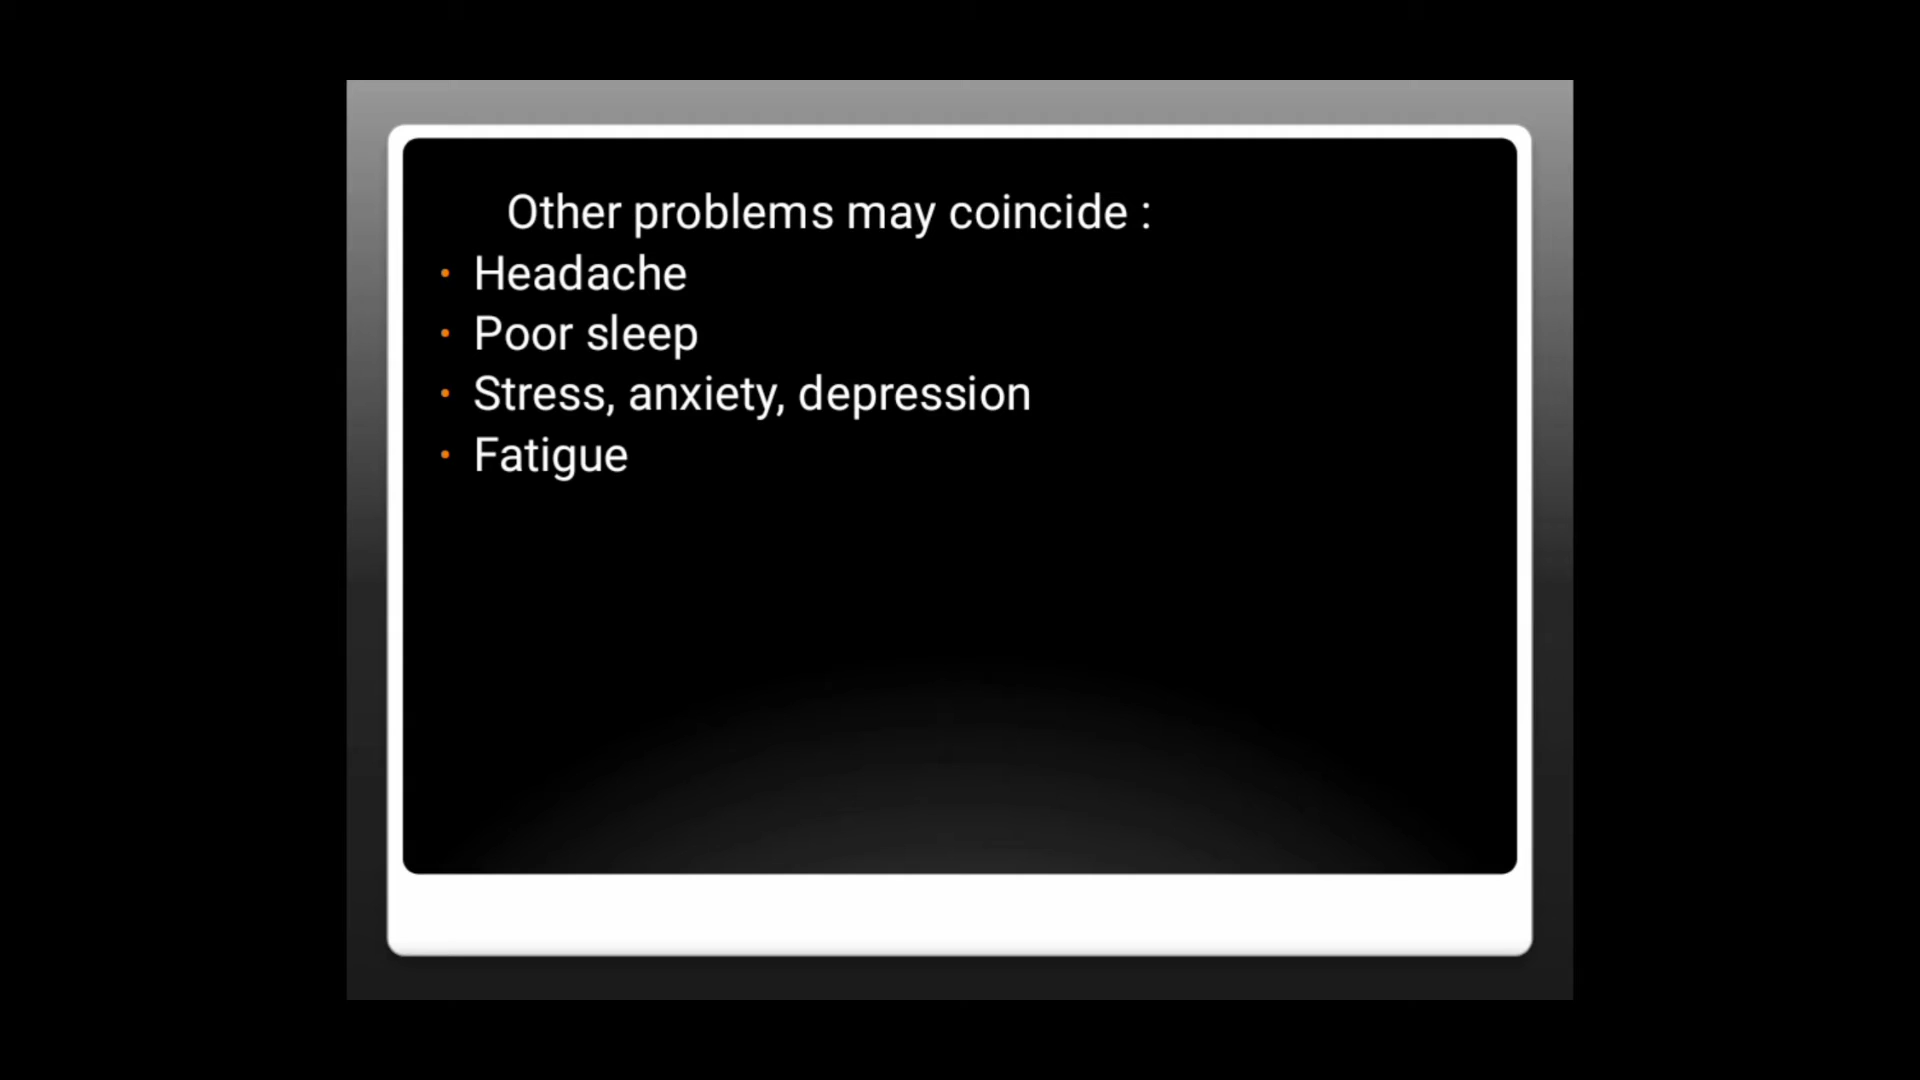 Other problems may coincide :
• Headache
• Poor sleep
• Stress, anxiety, depression
• Fatigue